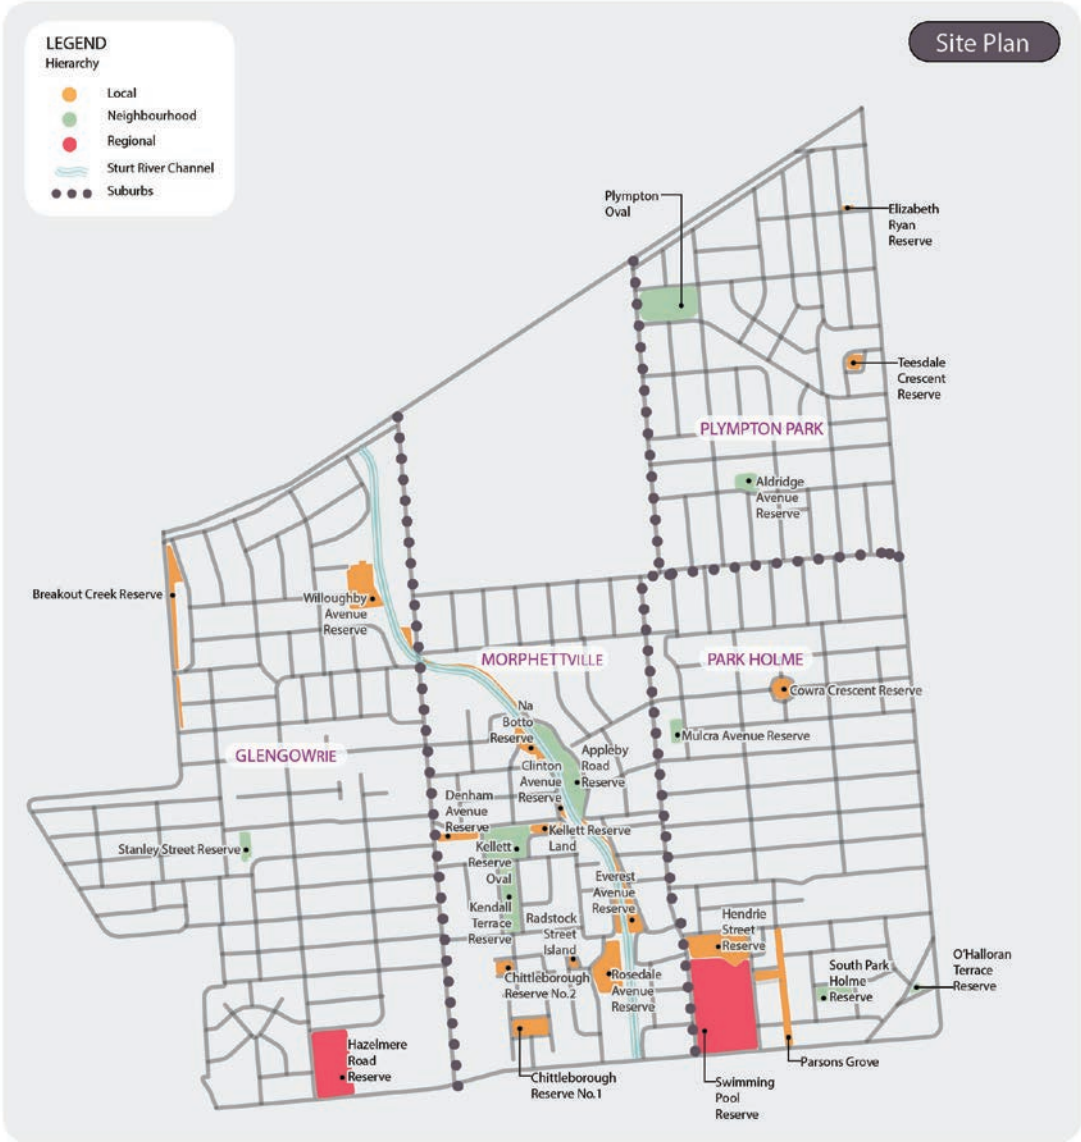 LEGEND
Hierarchy
Local
Neighbourhood
Regional
Sturt River Channel
Suburbs
Site Plan
Plympton
Oval
Elizabeth
Ryan
Reserve
Teesdale
Crescent
Reserve
PLYMPTON PARK
Aldridge
Avenue
Reserve
Breakout Creek Reserve
Willoughby
Avenue
Reserve
MORPHETTVILLE
PARK HOLME
Cowra Crescent Reserve
Mulcra Avenue Reserve
GLENGOWRIE
Na
Botto
Reserve
Clinton
Avenue
Reserve
Appleby
Road
Reserve
Denham
Avenue
Reserve
Kellett Reserve
Land
Kellett
Reserve
Oval
Stanley Street Reserve
Everest
Avenue
Reserve
Kendall
Terrace
Reserve
Radstock
Street
Island
Hendrie
Street
Reserve
Chittleborough
Reserve No.2
Rosedale
Avenue
Reserve
South Park
Holme
Reserve
O'Halloran
Terrace
Reserve
Hazelmere
Road
Reserve
Chittleborough
Reserve No.1
Parsons Grove
Swimming
Pool
Reserve